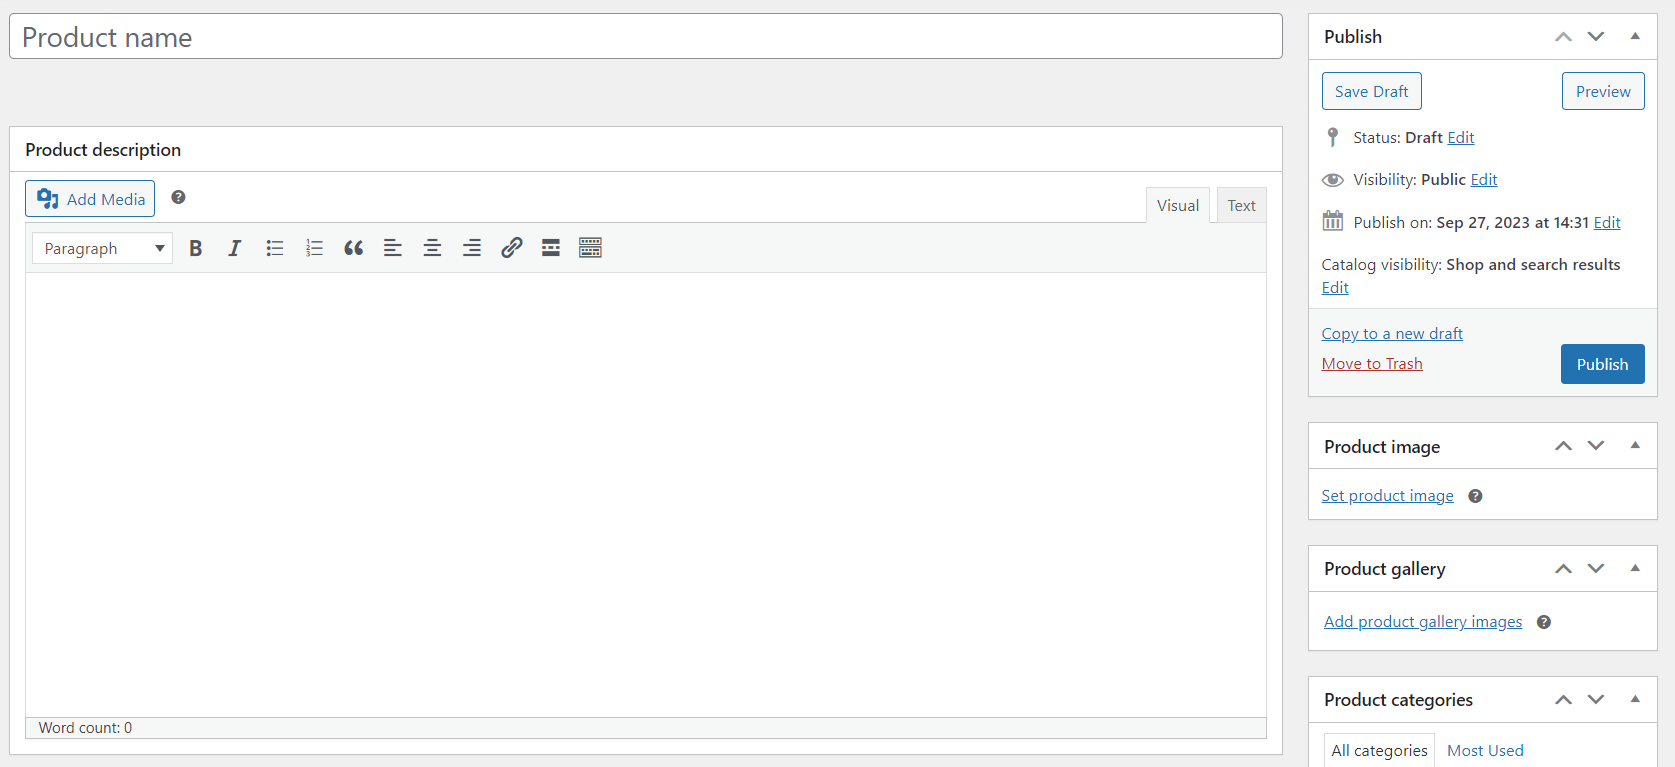 Product name
Product description
Add Media
Visual
Text
Paragraph
Word count: 0
Publish
Save Draft
Preview
Status: Draft Edit
Visibility: Public Edit
Publish on: Sep 27, 2023 at 14:31 Edit
Catalog visibility: Shop and search results
Edit
Copy to a new draft
Move to Trash
Publish
Product image
Set product image
Product gallery
Add product gallery images
Product categories
All categories
Most Used